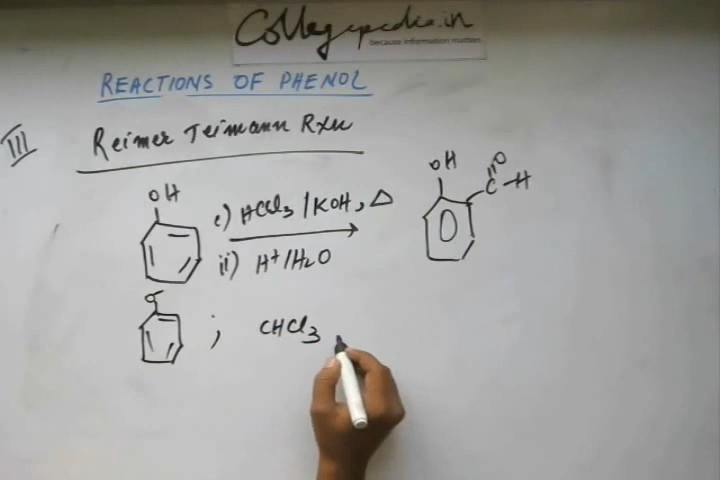 Collegepedia.in
because information matters
REACTIONS OF PHENOL
III Reimer Teimann Rxn
OH
i) HCCl3 /KOH, Δ
ii) H+/H2O
OH
C-H
O
O-
; CHCl3